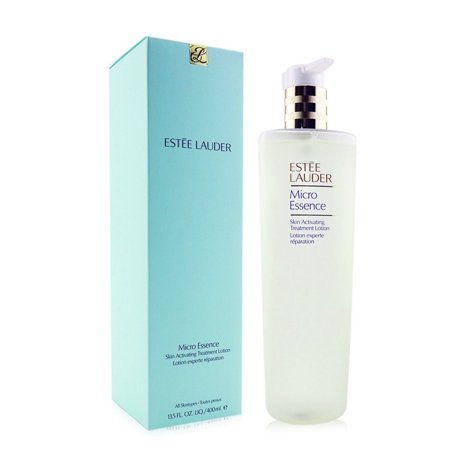 ESTĒE LAUDER
Micro Essence
Skin Activating Treatment Lotion
Lotion experte réparation
All Skintypes • Toutes peaux
13.5 FL. OZ. LIQ./400ml ℮
ESTĒE
LAUDER
Micro
Essence
Skin Activating
Treatment Lotion
Lotion experte
réparation